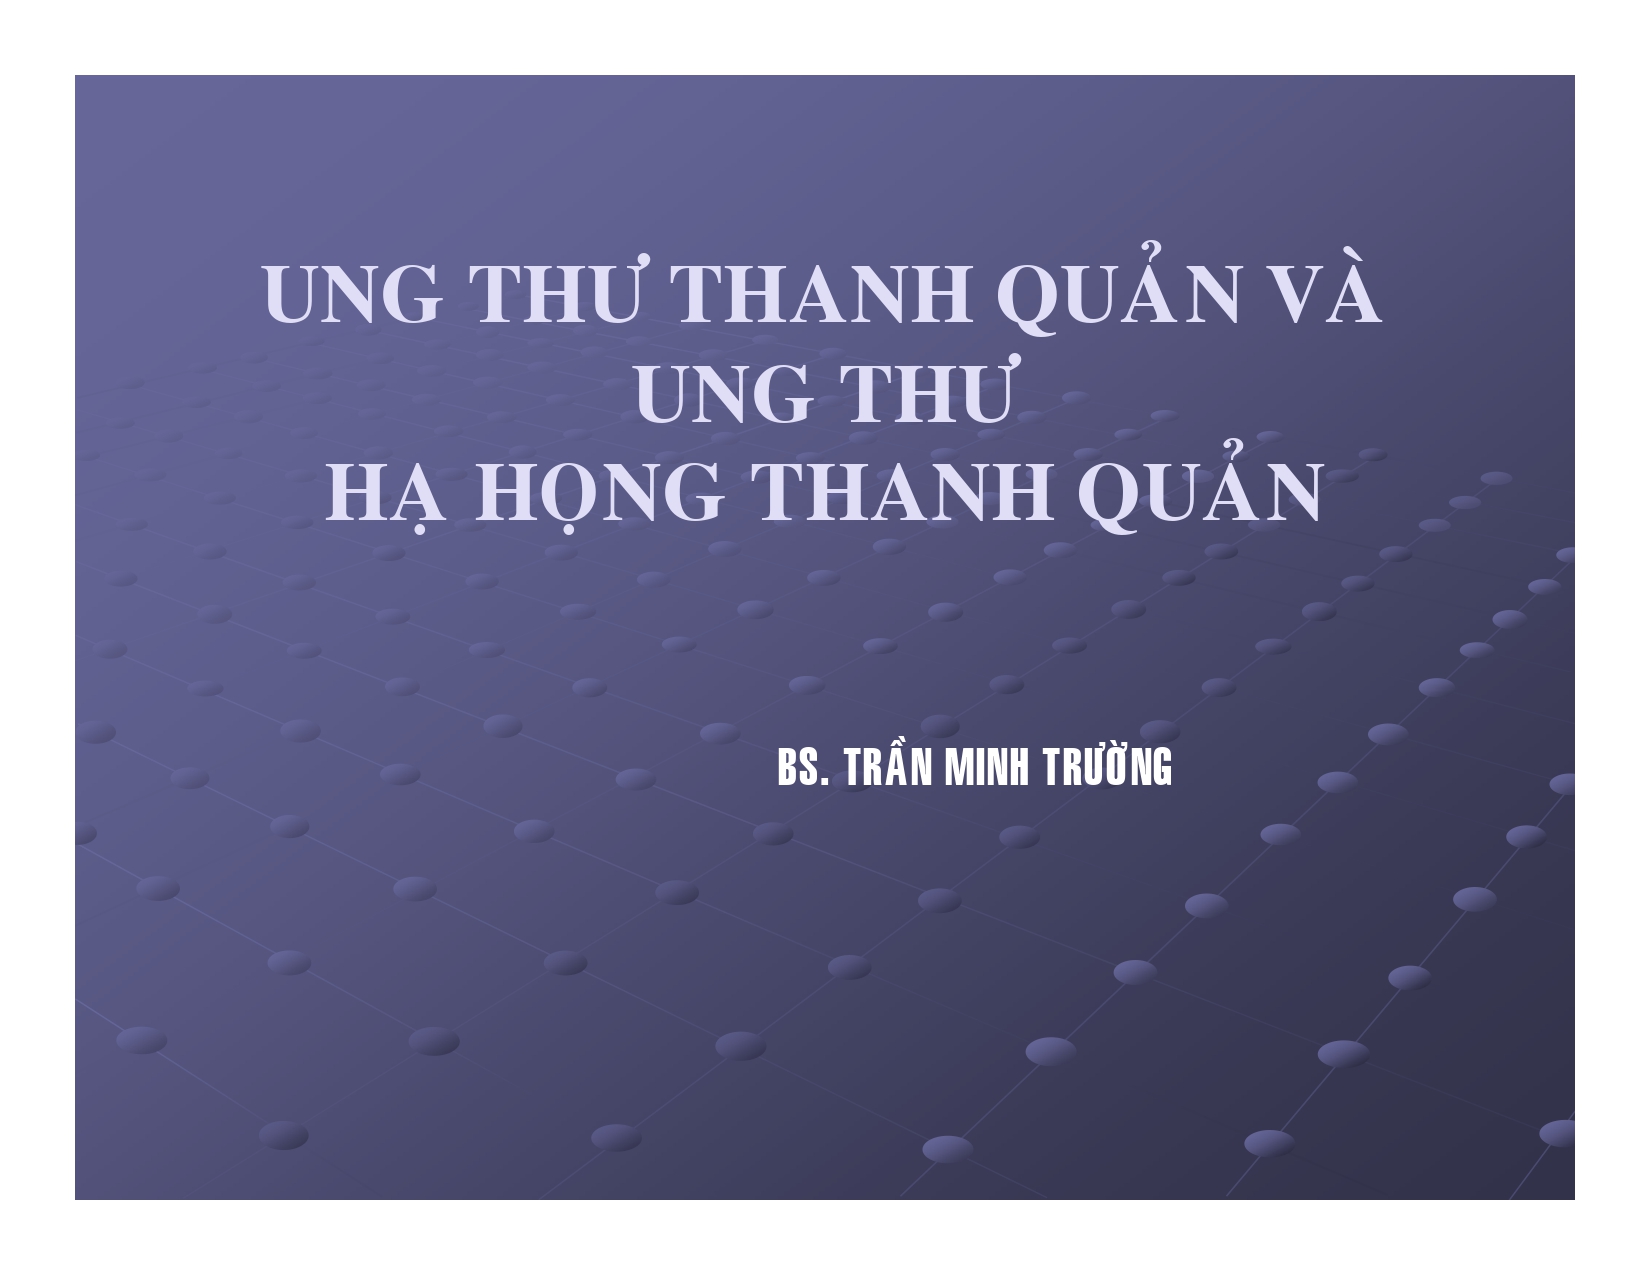 UNG THƯ THANH QUẢN VÀ
UNG THƯ
HẠ HỌNG THANH QUẢN
BS. TRẦN MINH TRƯỜNG